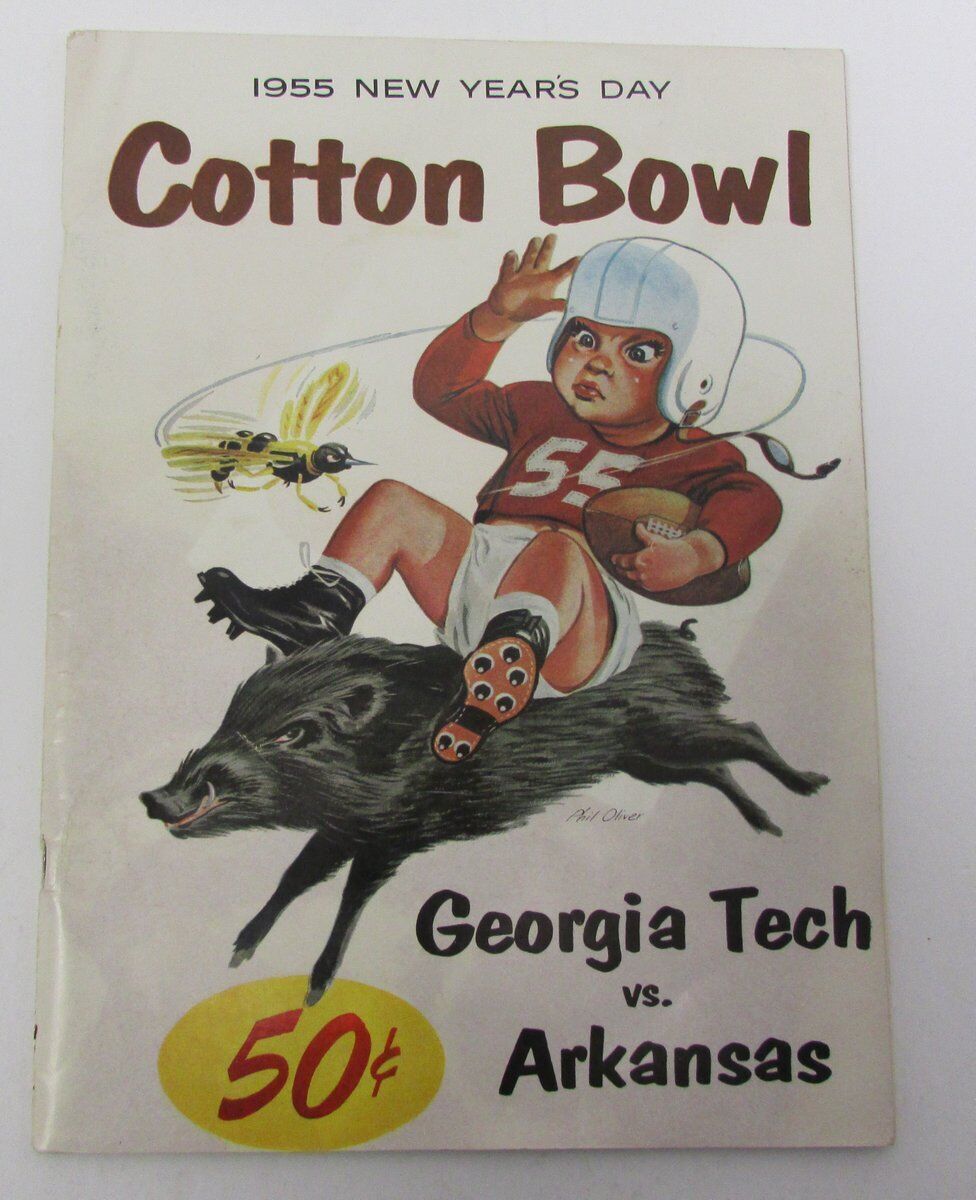 1955 NEW YEAR'S DAY
Cotton Bowl
55
Phil Oliver
Georgia Tech
vs.
Arkansas
50¢